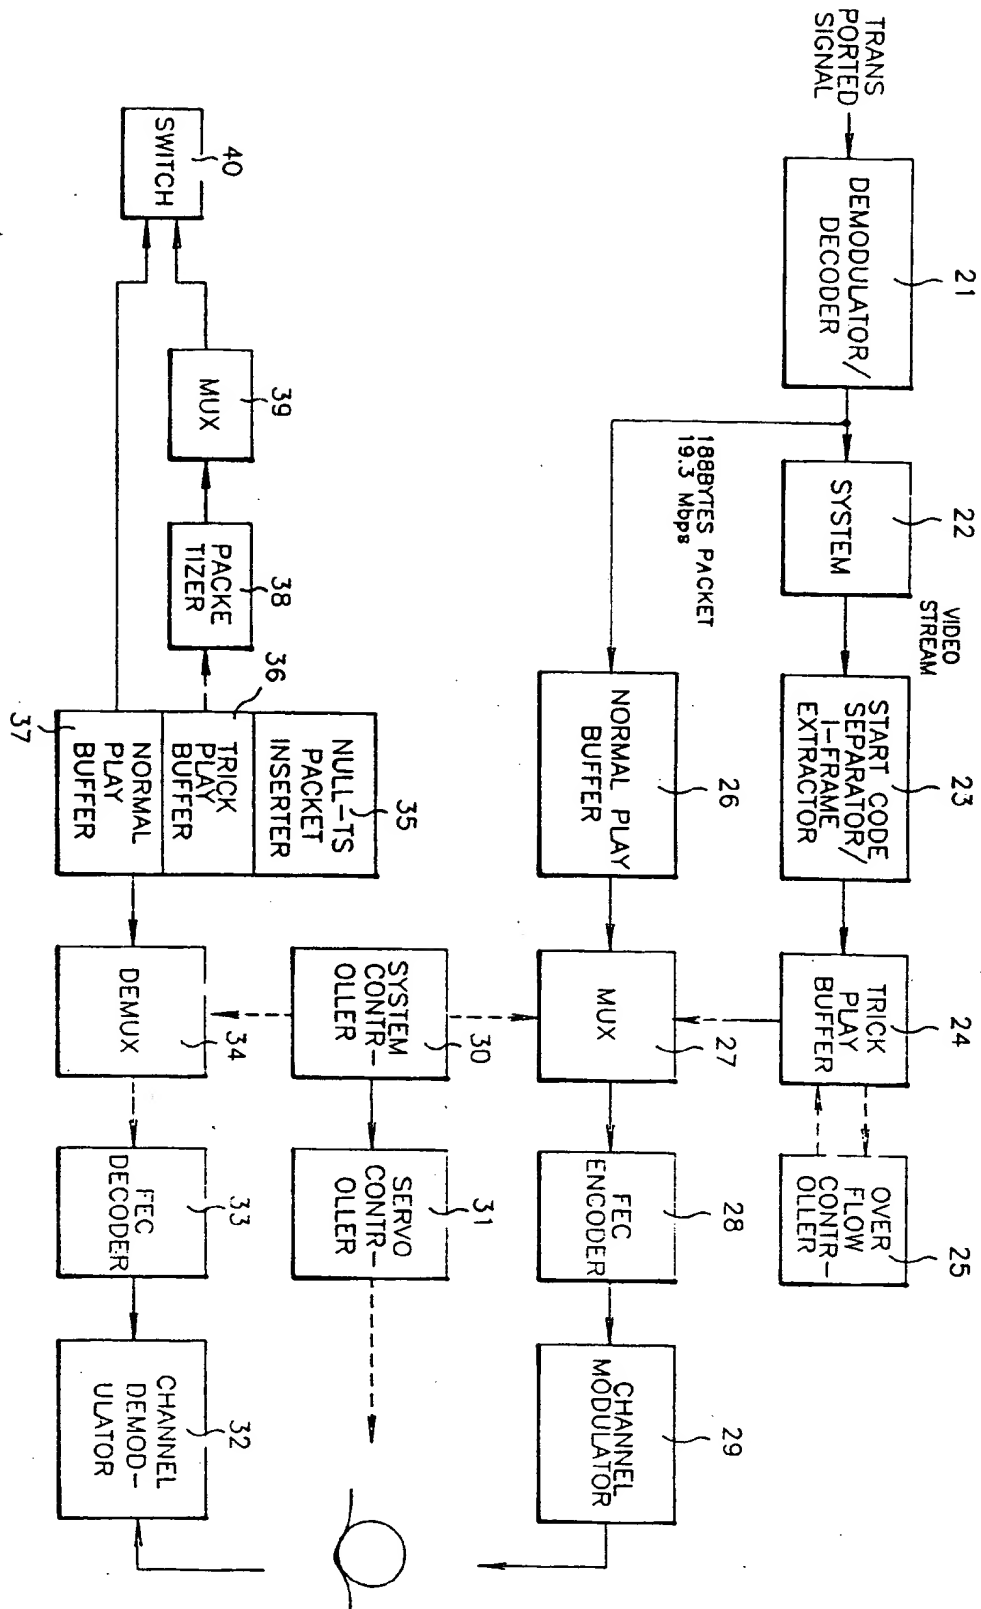 TRANS
PORTED
SIGNAL
DEMODULATOR/
DECODER
21
SYSTEM
22
VIDEO
STREAM
START CODE
SEPARATOR/
I-FRAME
EXTRACTOR
23
TRICK
PLAY
BUFFER
24
OVER
FLOW
CONTR-
OLLER
25
188BYTES PACKET
19.3 Mbps
NORMAL PLAY
BUFFER
26
MUX
27
FEC
ENCODER
28
CHANNEL
MODULATOR
29
SYSTEM
CONTR-
OLLER
30
SERVO
CONTR-
OLLER
31
SWITCH
40
MUX
39
PACKE
TIZER
38
NULL-TS
PACKET
INSERTER
35
TRICK
PLAY
BUFFER
36
NORMAL
PLAY
BUFFER
37
DEMUX
34
FEC
DECODER
33
CHANNEL
DEMOD-
ULATOR
32